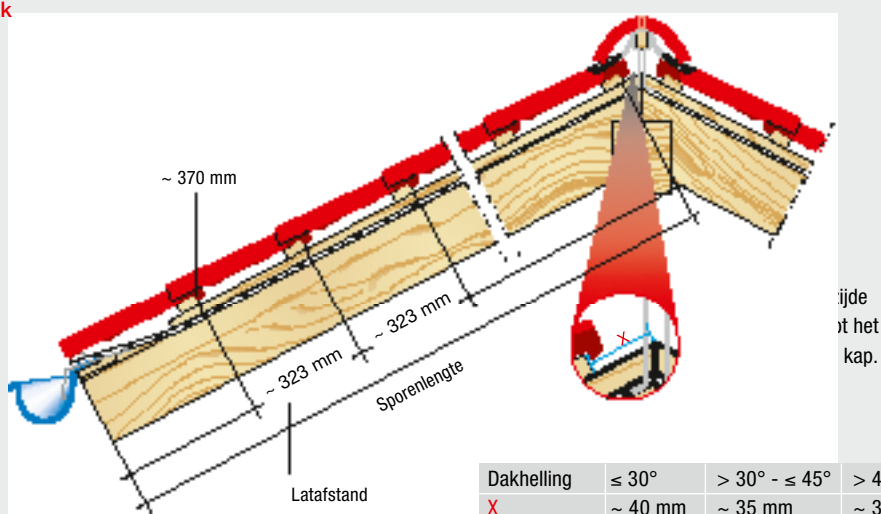 k
~ 370 mm
~ 323 mm
~ 323 mm
Sporenlengte
Latafstand
ijde
ot het
kap.
Dakhelling ≤ 30° > 30° - ≤ 45° > 4
X ~ 40 mm ~ 35 mm ~ 3
X